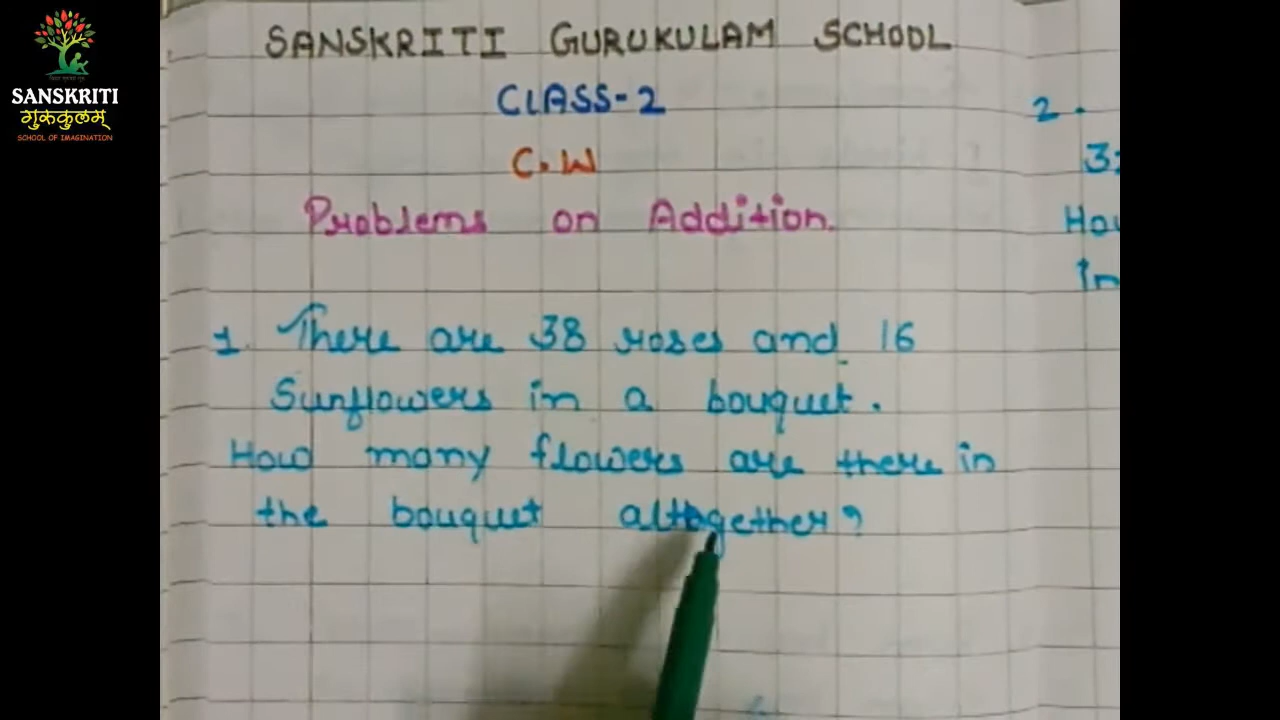 SANSKRITI
गुरुकुलम्
SCHOOL OF IMAGINATION
SANSKRITI GURUKULAM SCHOOL
CLASS-2
C.W
Problems on Addition.
1. There are 38 roses and 16
Sunflowers in a bouquet.
How many flowers are there in
the bouquet altogether?
2.
in